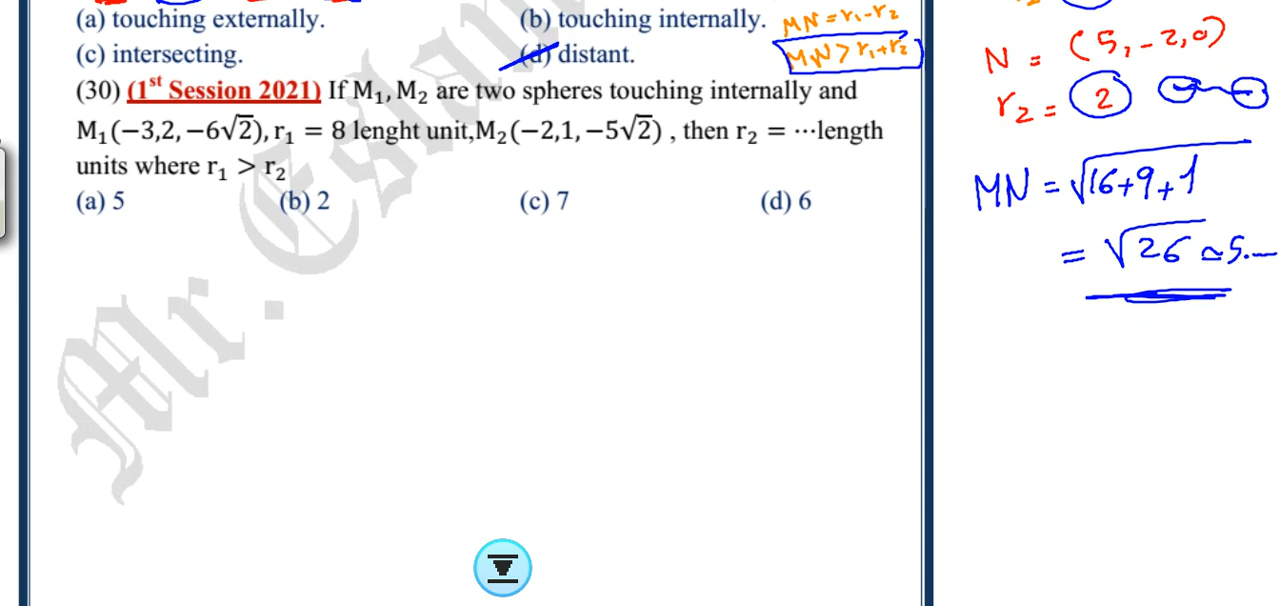 (a) touching externally. (b) touching internally. MN = r₁-r₂
(c) intersecting. (d) distant. MN > r₁+r₂
(30) (1st Session 2021) If M₁, M₂ are two spheres touching internally and
M₁(−3,2, −6√2), r₁ = 8 lenght unit,M₂(−2,1, −5√2) , then r₂ = ⋯length
units where r₁ > r₂
(a) 5 (b) 2 (c) 7 (d) 6
Mr. Eslam
N = (5, -2, 0)
r₂ = 2
MN = √16+9+1
= √26 ≃ 5.